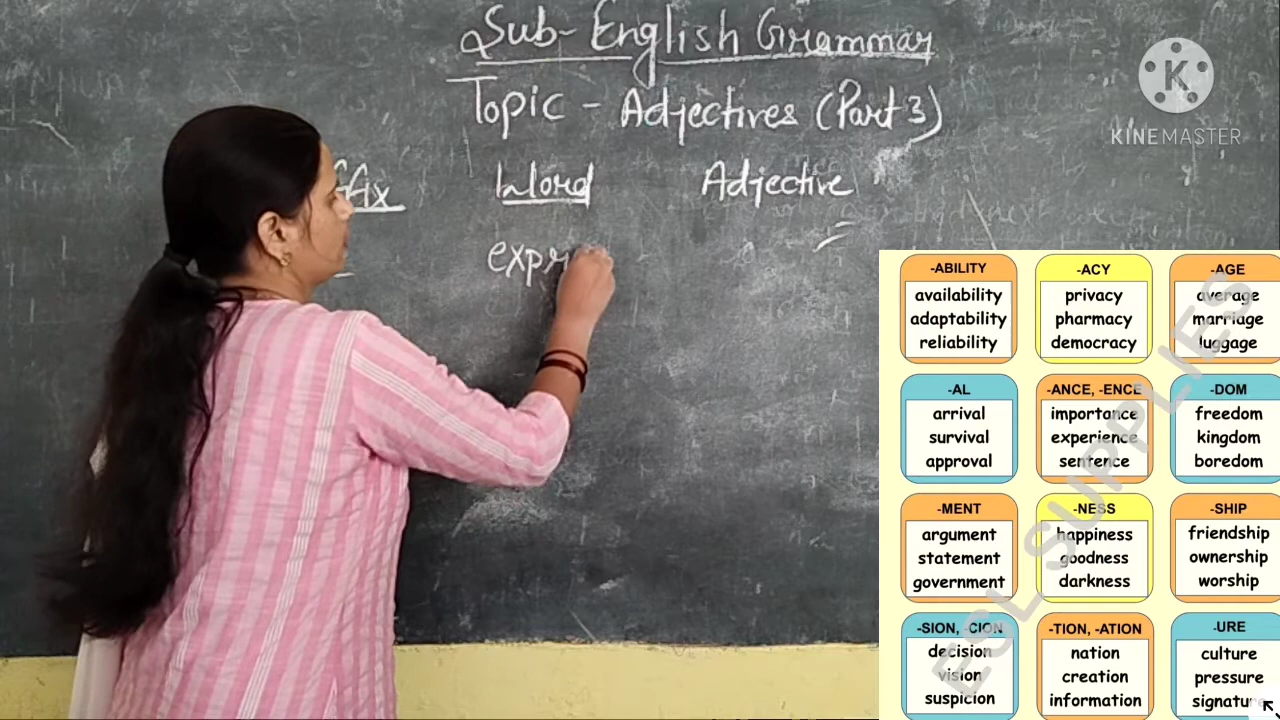 Sub- English Grammar
Topic - Adjectives (Part 3)
KINEMASTER
Word Adjective
expr
-ABILITY
availability
adaptability
reliability
-ACY
privacy
pharmacy
democracy
-AGE
average
marriage
luggage
-AL
arrival
survival
approval
-ANCE, -ENCE
importance
experience
sentence
-DOM
freedom
kingdom
boredom
-MENT
argument
statement
government
-NESS
happiness
goodness
darkness
-SHIP
friendship
ownership
worship
-SION, -CION
decision
vision
suspicion
-TION, -ATION
nation
creation
information
-URE
culture
pressure
signature
ESL SUPPLIES